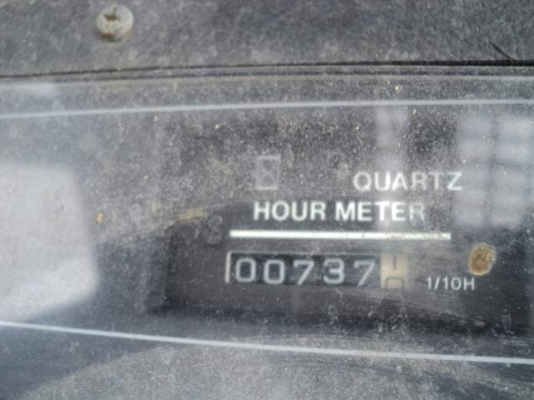 QUARTZ
HOUR METER
00737
1/10H